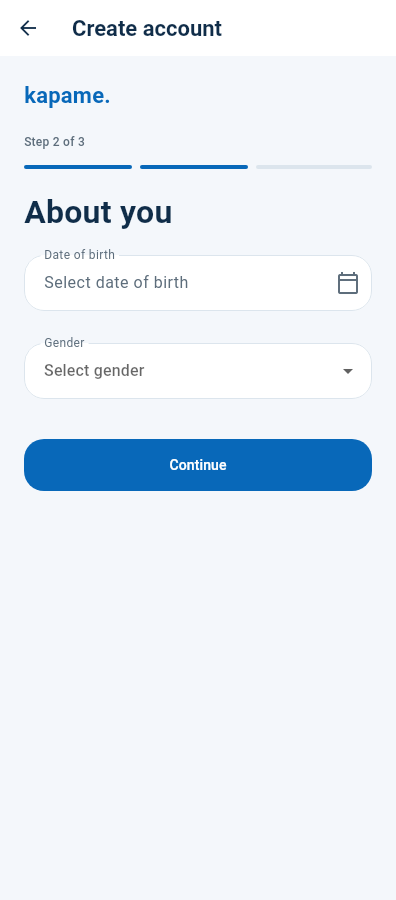 Create account
kapame.
Step 2 of 3
About you
Date of birth
Select date of birth
Gender
Select gender
Continue